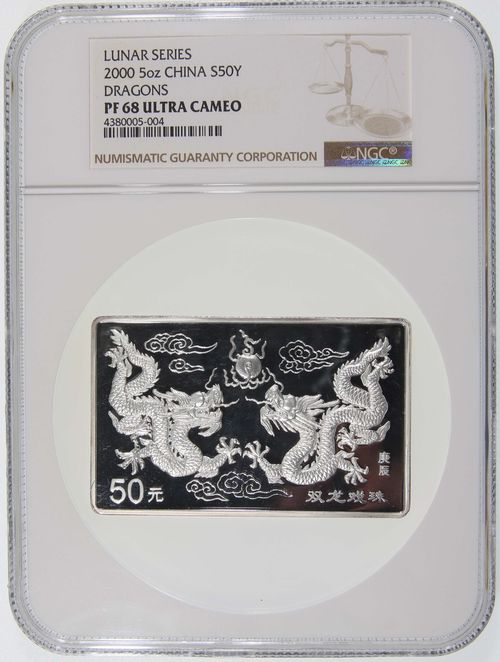 LUNAR SERIES
2000 5oz CHINA S50Y
DRAGONS
PF 68 ULTRA CAMEO
4380005-004
NUMISMATIC GUARANTY CORPORATION
NGC®
庚辰
50元
双龙戏珠